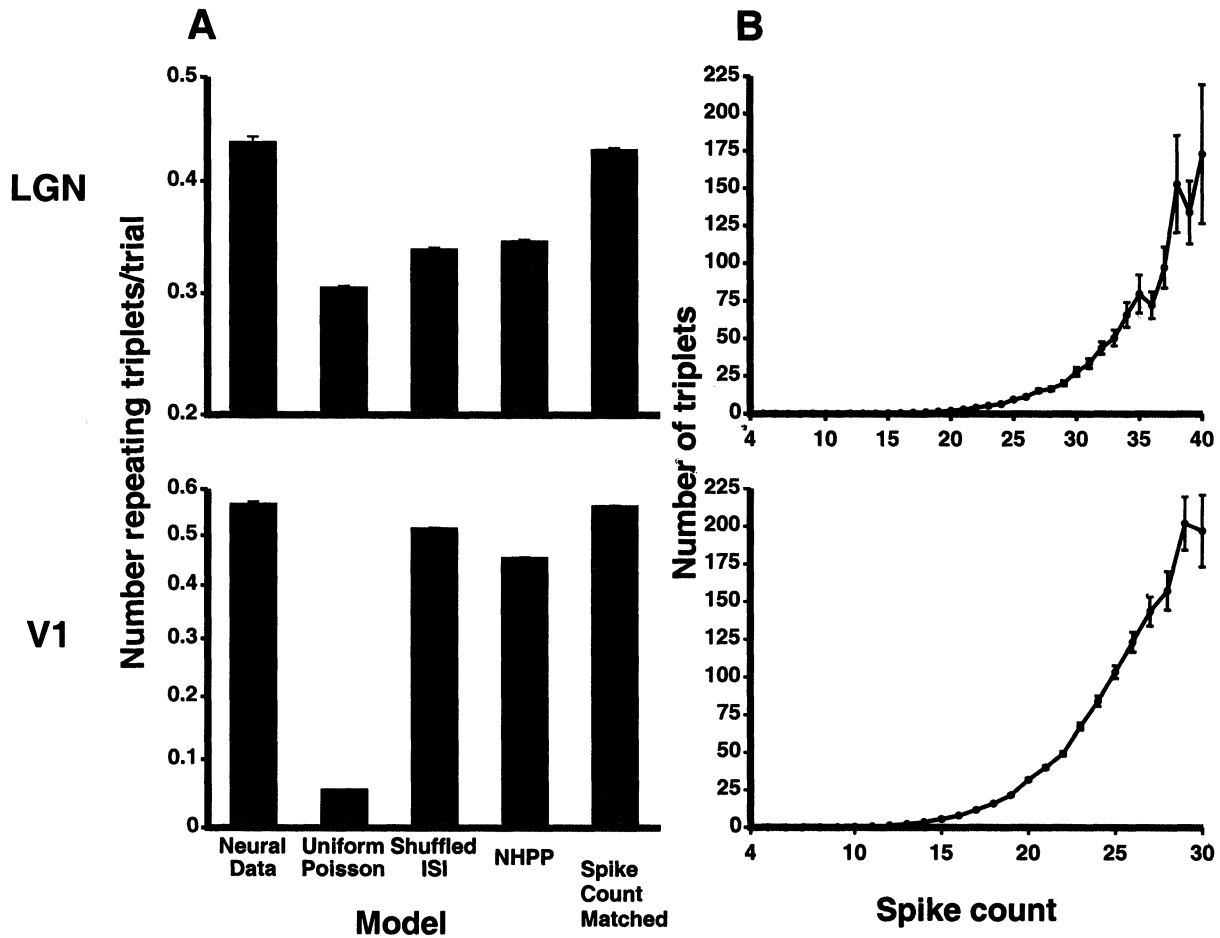 A
B
LGN
V1
Number repeating triplets/trial
0.5
0.4
0.3
0.2
0.6
0.5
0.4
0.3
0.2
0.1
0
Neural
Data
Uniform
Poisson
Shuffled
ISI
NHPP
Spike
Count
Matched
Model
Number of triplets
225
200
175
150
125
100
75
50
25
0
4
10
15
20
25
30
35
40
225
200
175
150
125
100
75
50
25
0
4
10
15
20
25
30
Spike count